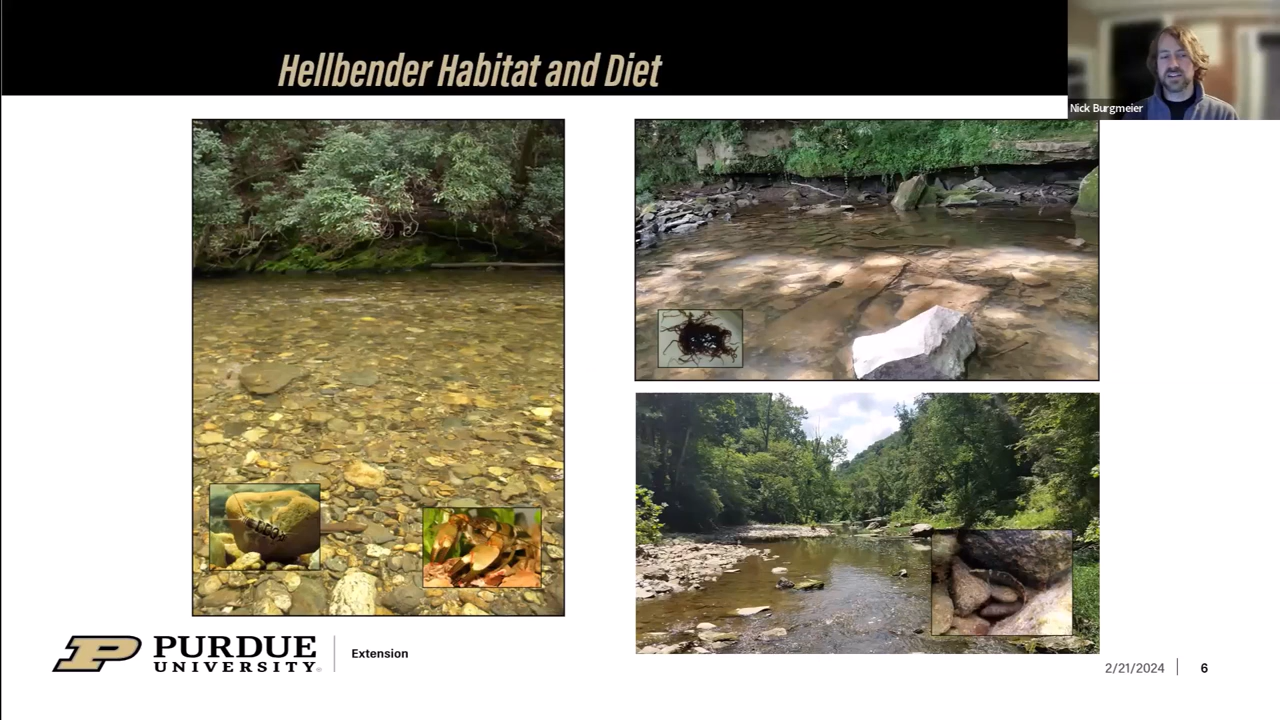 Hellbender Habitat and Diet
Nick Burgmeier
PURDUE
UNIVERSITY
Extension
2/21/2024
6